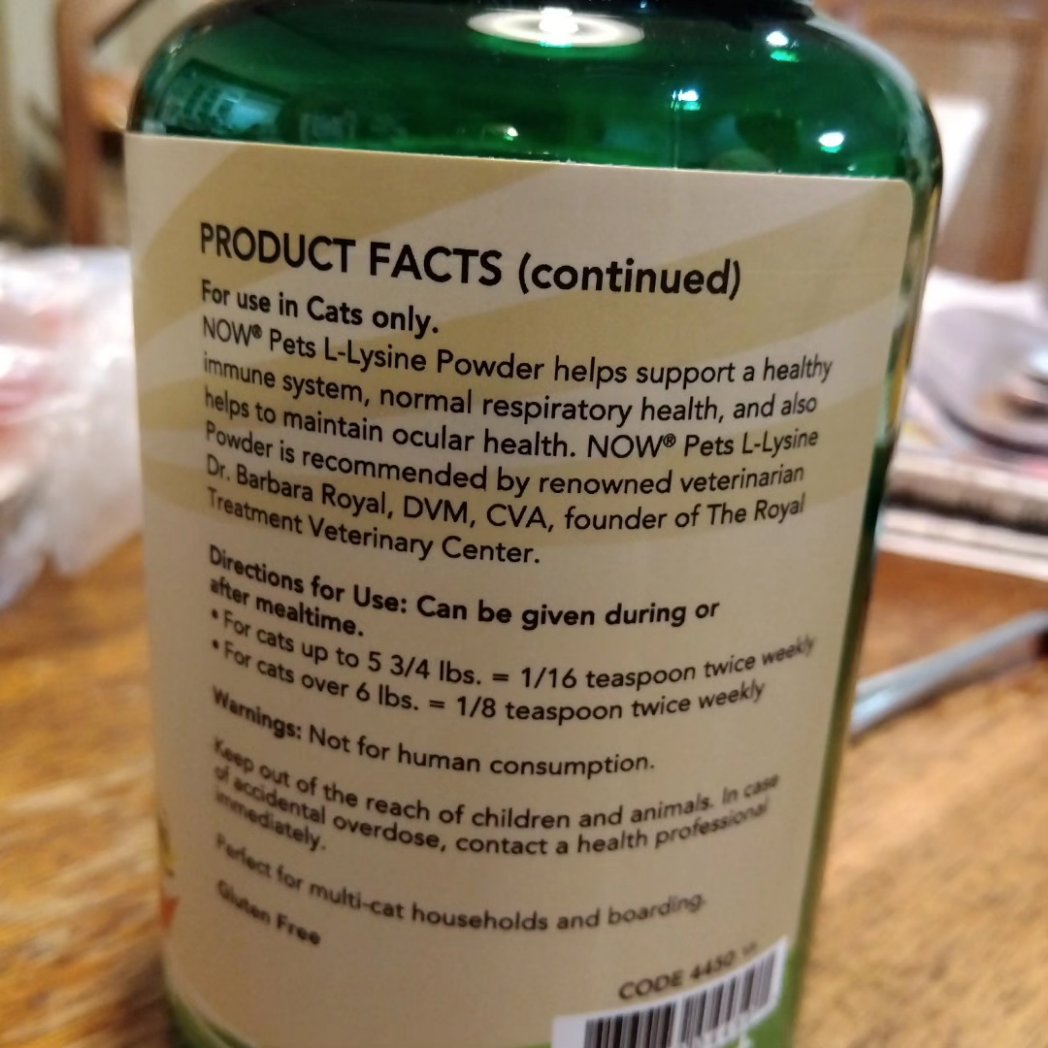 PRODUCT FACTS (continued)
For use in Cats only.
NOW® Pets L-Lysine Powder helps support a healthy
immune system, normal respiratory health, and also
helps to maintain ocular health. NOW® Pets L-Lysine
Powder is recommended by renowned veterinarian
Dr. Barbara Royal, DVM, CVA, founder of The Royal
Treatment Veterinary Center.
Directions for Use: Can be given during or
after mealtime.
• For cats up to 5 3/4 lbs. = 1/16 teaspoon twice weekly
• For cats over 6 lbs. = 1/8 teaspoon twice weekly
Warnings: Not for human consumption.
Keep out of the reach of children and animals. In case
of accidental overdose, contact a health professional
immediately.
Perfect for multi-cat households and boarding.
Gluten Free
CODE 4450